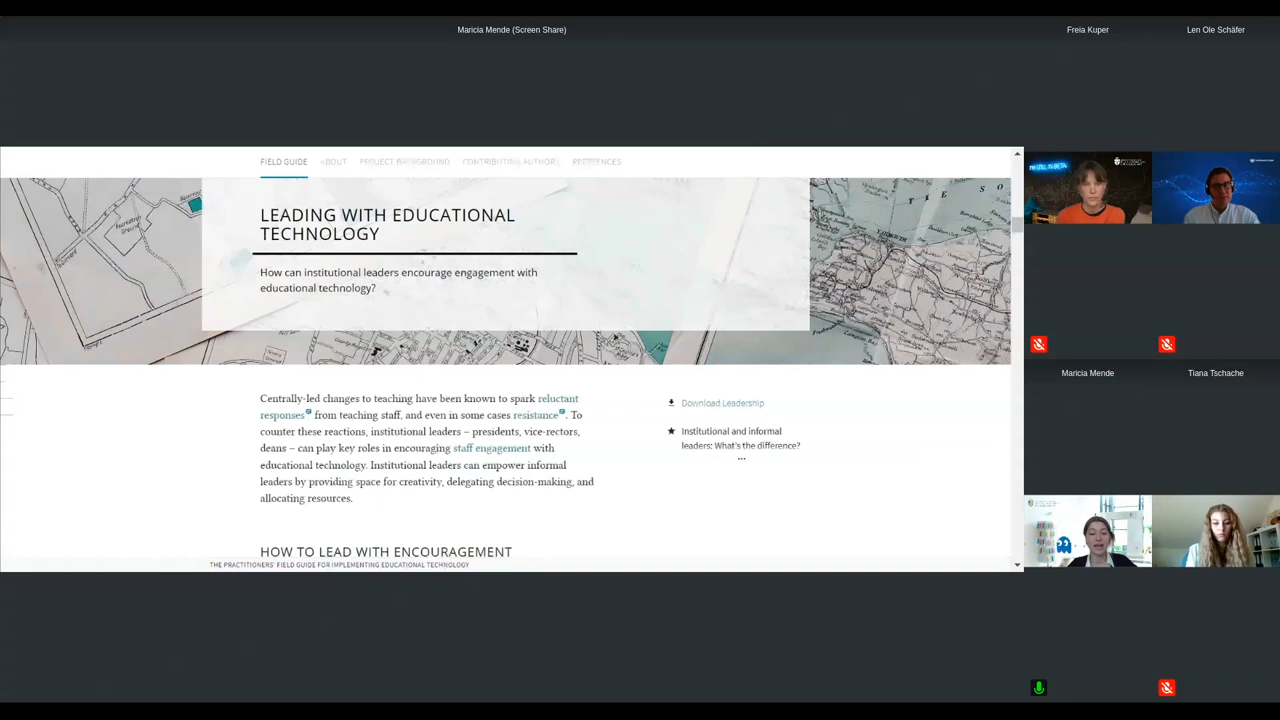 Maricia Mende (Screen Share)
Freia Kuper
Len Ole Schäfer
FIELD GUIDE ABOUT PROJECT BACKGROUND CONTRIBUTING AUTHORS REFERENCES
LEADING WITH EDUCATIONAL
TECHNOLOGY
How can institutional leaders encourage engagement with
educational technology?
Centrally-led changes to teaching have been known to spark reluctant
responses from teaching staff, and even in some cases resistance. To
counter these reactions, institutional leaders – presidents, vice-rectors,
deans – can play key roles in encouraging staff engagement with
educational technology. Institutional leaders can empower informal
leaders by providing space for creativity, delegating decision-making, and
allocating resources.
Download Leadership
Institutional and informal
leaders: What's the difference?
...
HOW TO LEAD WITH ENCOURAGEMENT
THE PRACTITIONERS' FIELD GUIDE FOR IMPLEMENTING EDUCATIONAL TECHNOLOGY
Maricia Mende
Tiana Tschache